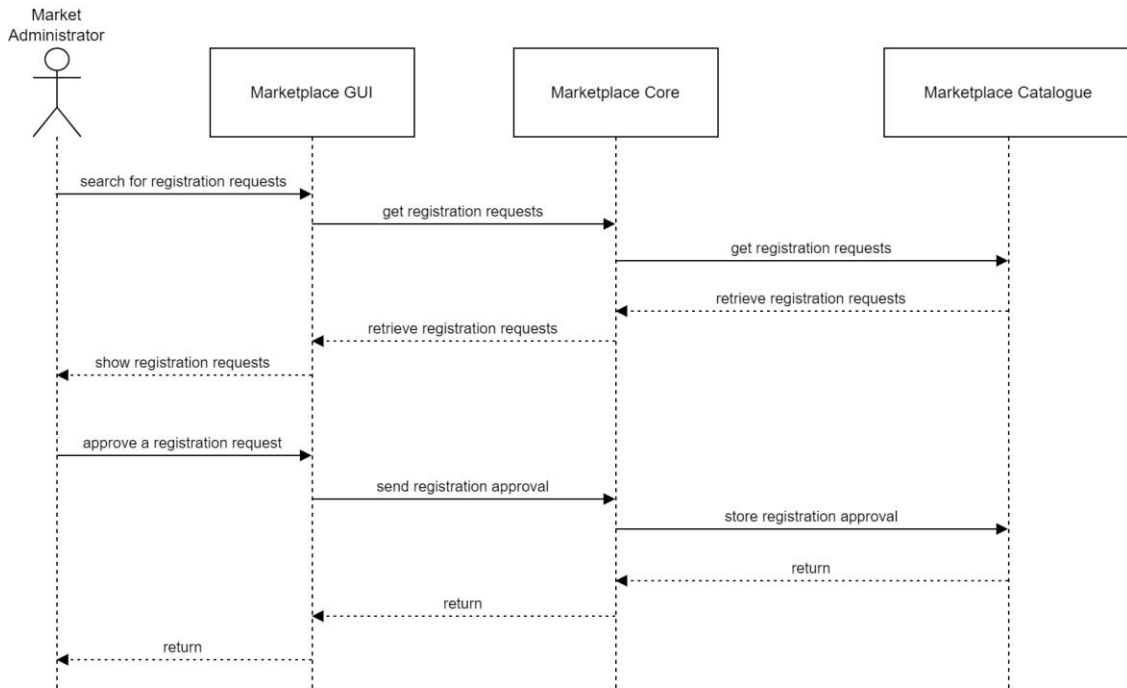 Market
Administrator
Marketplace GUI
Marketplace Core
Marketplace Catalogue
search for registration requests
get registration requests
get registration requests
retrieve registration requests
retrieve registration requests
show registration requests
approve a registration request
send registration approval
store registration approval
return
return
return